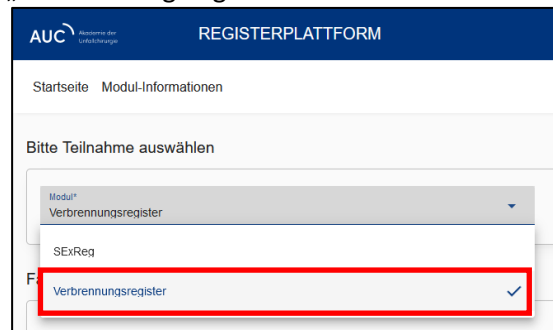 AUC Akademie der Unfallchirurgie REGISTERPLATTFORM
Startseite Modul-Informationen
Bitte Teilnahme auswählen
Modul*
Verbrennungsregister
SExReg
Verbrennungsregister